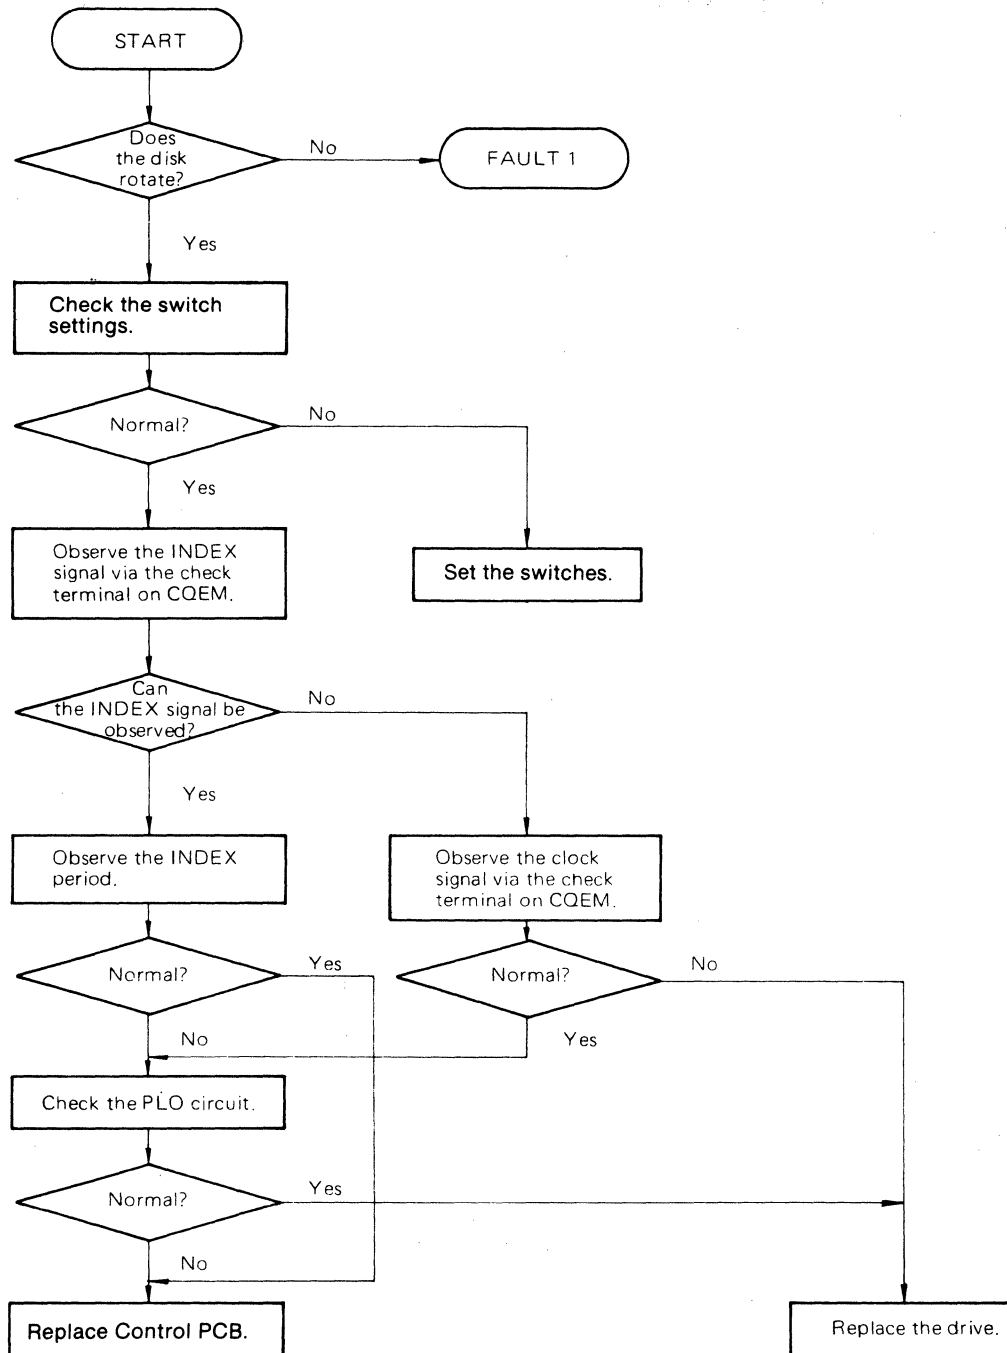 START
Does
the disk
rotate?
No
FAULT 1
Yes
Check the switch
settings.
Normal?
No
Yes
Observe the INDEX
signal via the check
terminal on CQEM.
Set the switches.
Can
the INDEX signal be
observed?
No
Yes
Observe the INDEX
period.
Observe the clock
signal via the check
terminal on CQEM.
Normal?
Yes
Normal?
No
No
Yes
Check the PLO circuit.
Normal?
Yes
No
Replace Control PCB.
Replace the drive.